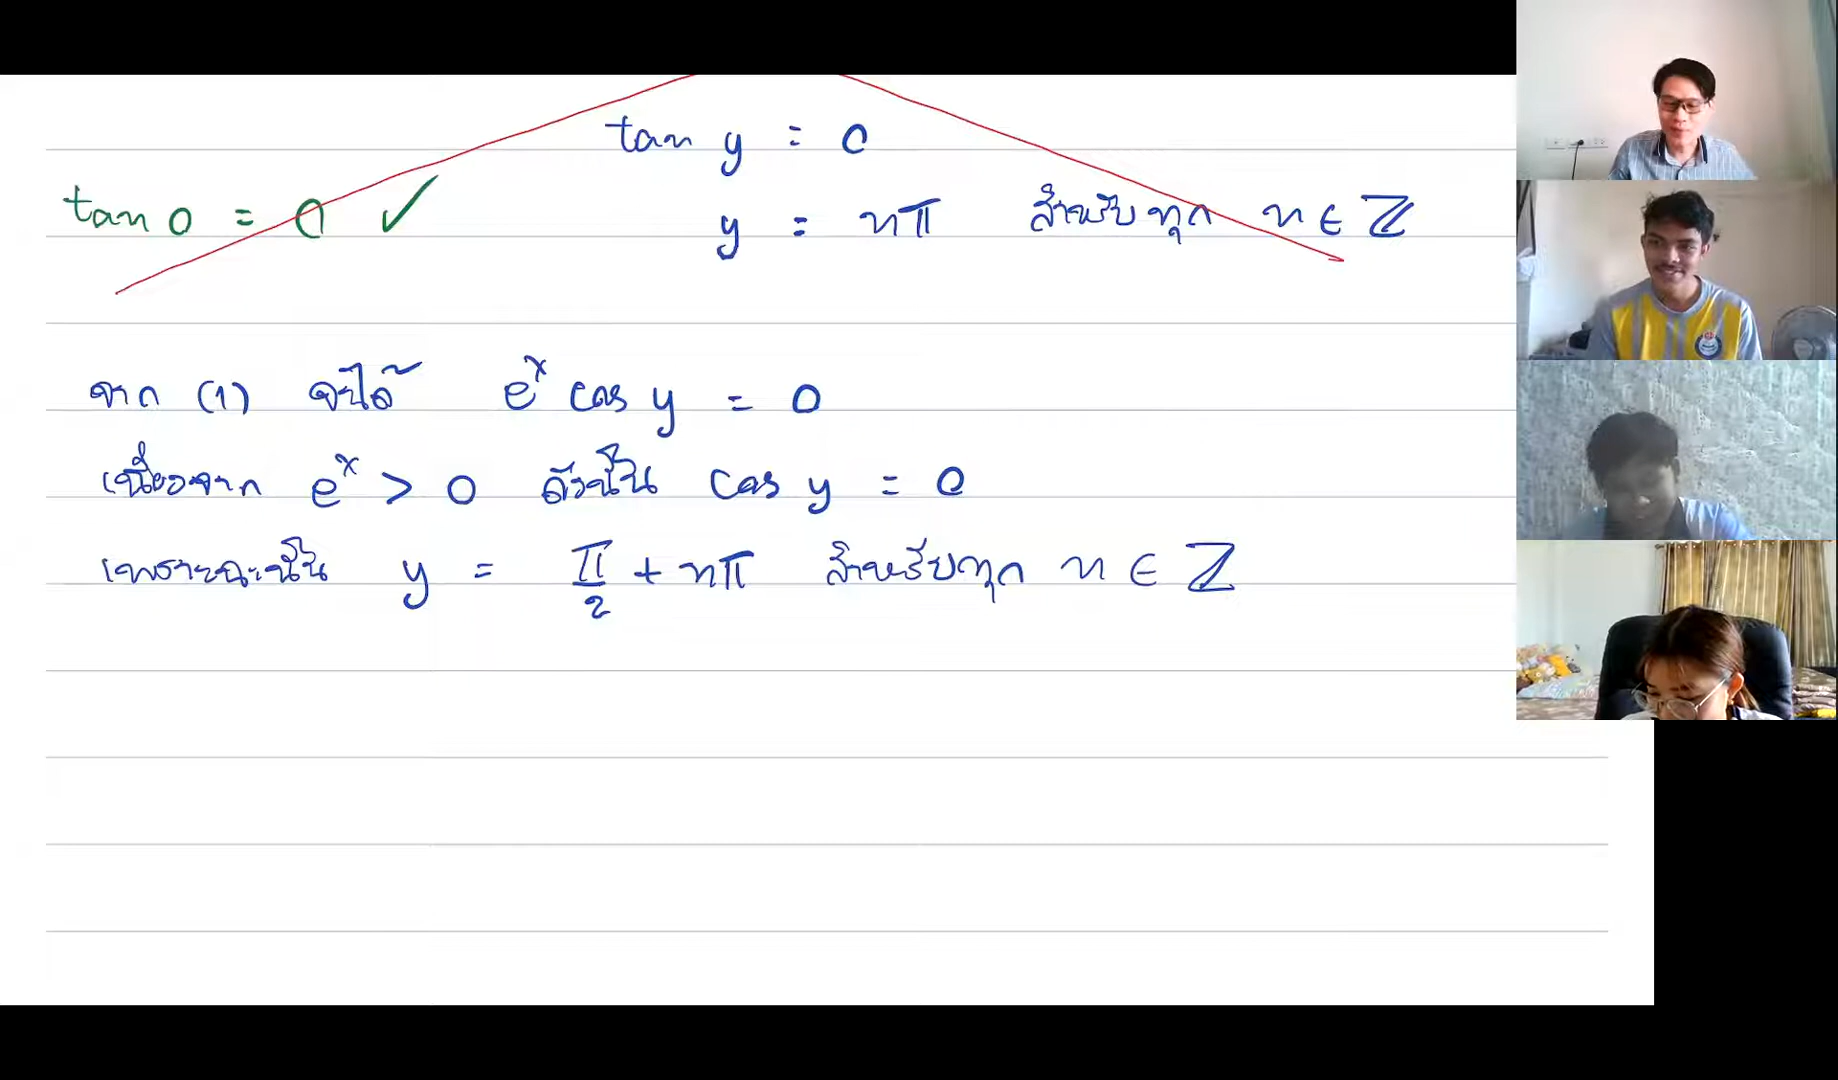 tan y = 0
tan 0 = 0 ✓
y = nπ สำหรับทุก n ∈ ℤ
จาก (1) จะได้ eˣ cos y = 0
เนื่องจาก eˣ > 0 ดังนั้น cos y = 0
เพราะฉะนั้น y = π/2 + nπ สำหรับทุก n ∈ ℤ